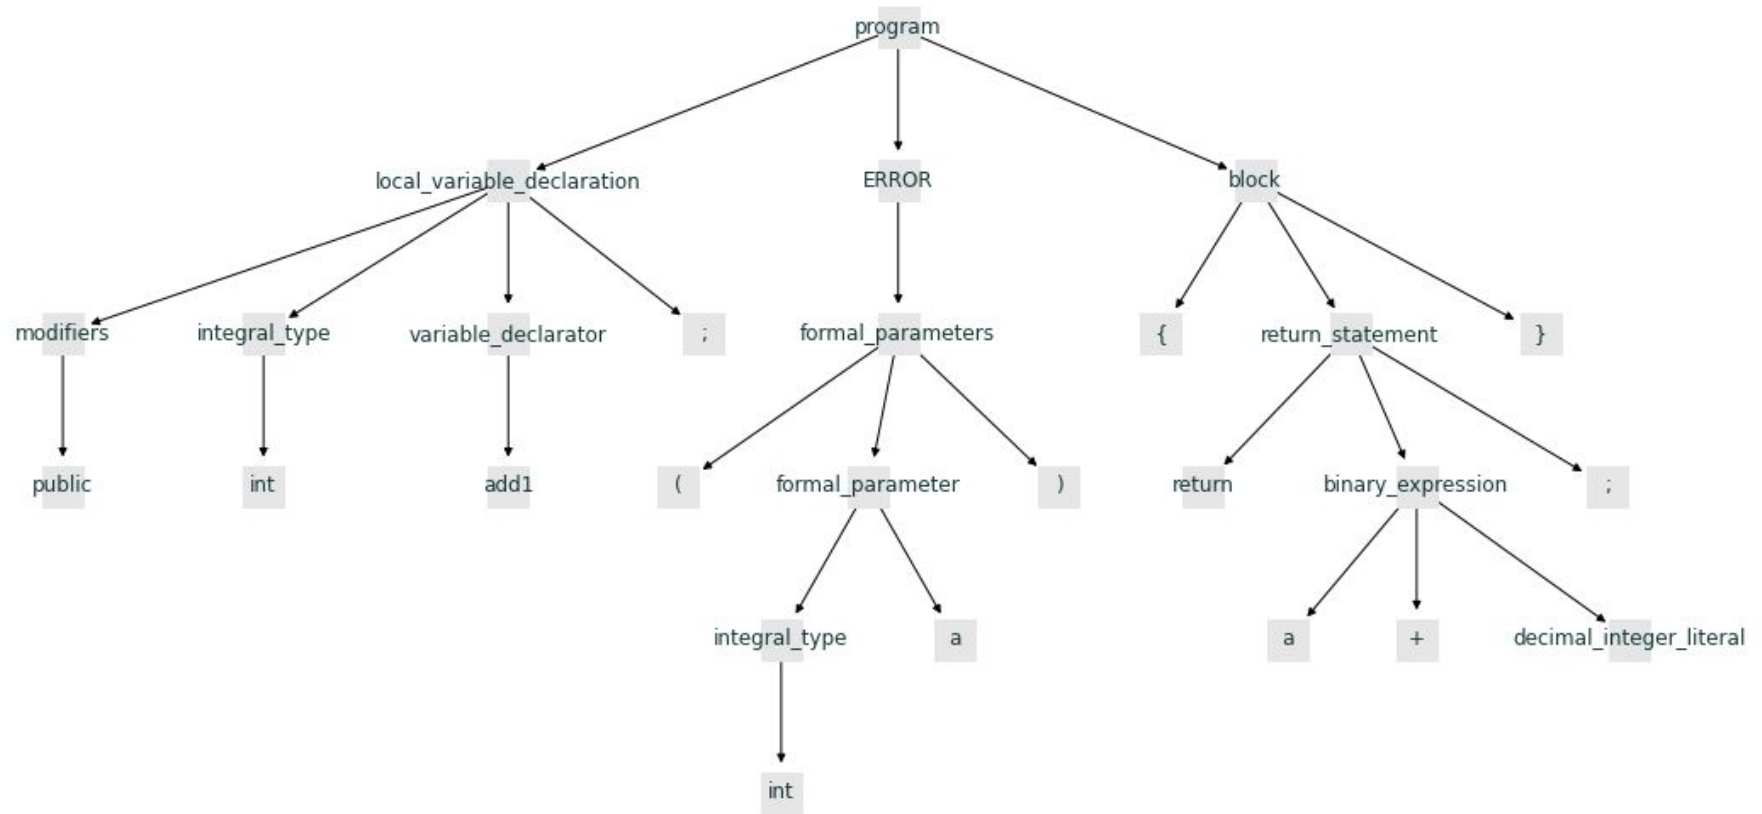 program
local_variable_declaration
ERROR
block
modifiers
integral_type
variable_declarator
;
formal_parameters
{
return_statement
}
public
int
add1
(
formal_parameter
)
return
binary_expression
;
integral_type
a
a
+
decimal_integer_literal
int